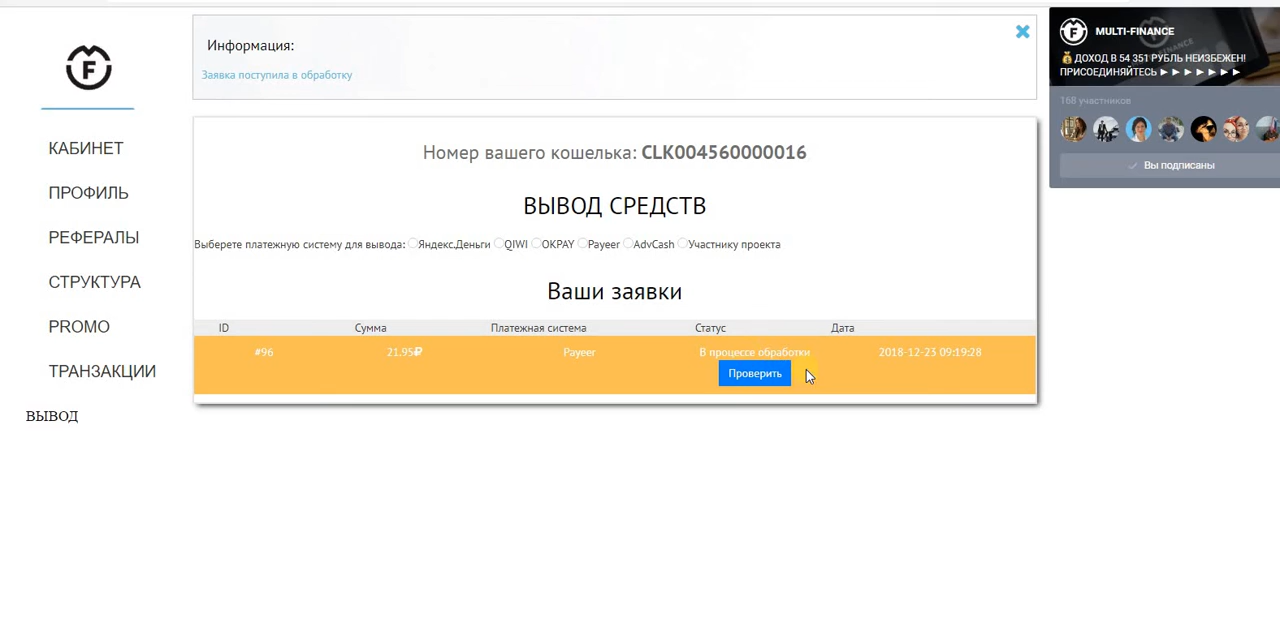 Информация:
Заявка поступила в обработку
КАБИНЕТ
ПРОФИЛЬ
РЕФЕРАЛЫ
СТРУКТУРА
PROMO
ТРАНЗАКЦИИ
ВЫВОД
Номер вашего кошелька: CLK004560000016
ВЫВОД СРЕДСТВ
Выберете платежную систему для вывода: Яндекс.Деньги QIWI OKPAY Payeer AdvCash Участнику проекта
Ваши заявки
ID Сумма Платежная система Статус Дата
#96 21.95₽ Payeer В процессе обработки 2018-12-23 09:19:28
Проверить
MULTI-FINANCE
💰ДОХОД В 54 351 РУБЛЬ НЕИЗБЕЖЕН!
ПРИСОЕДИНЯЙТЕСЬ ►►►►►►►
168 участников
Вы подписаны